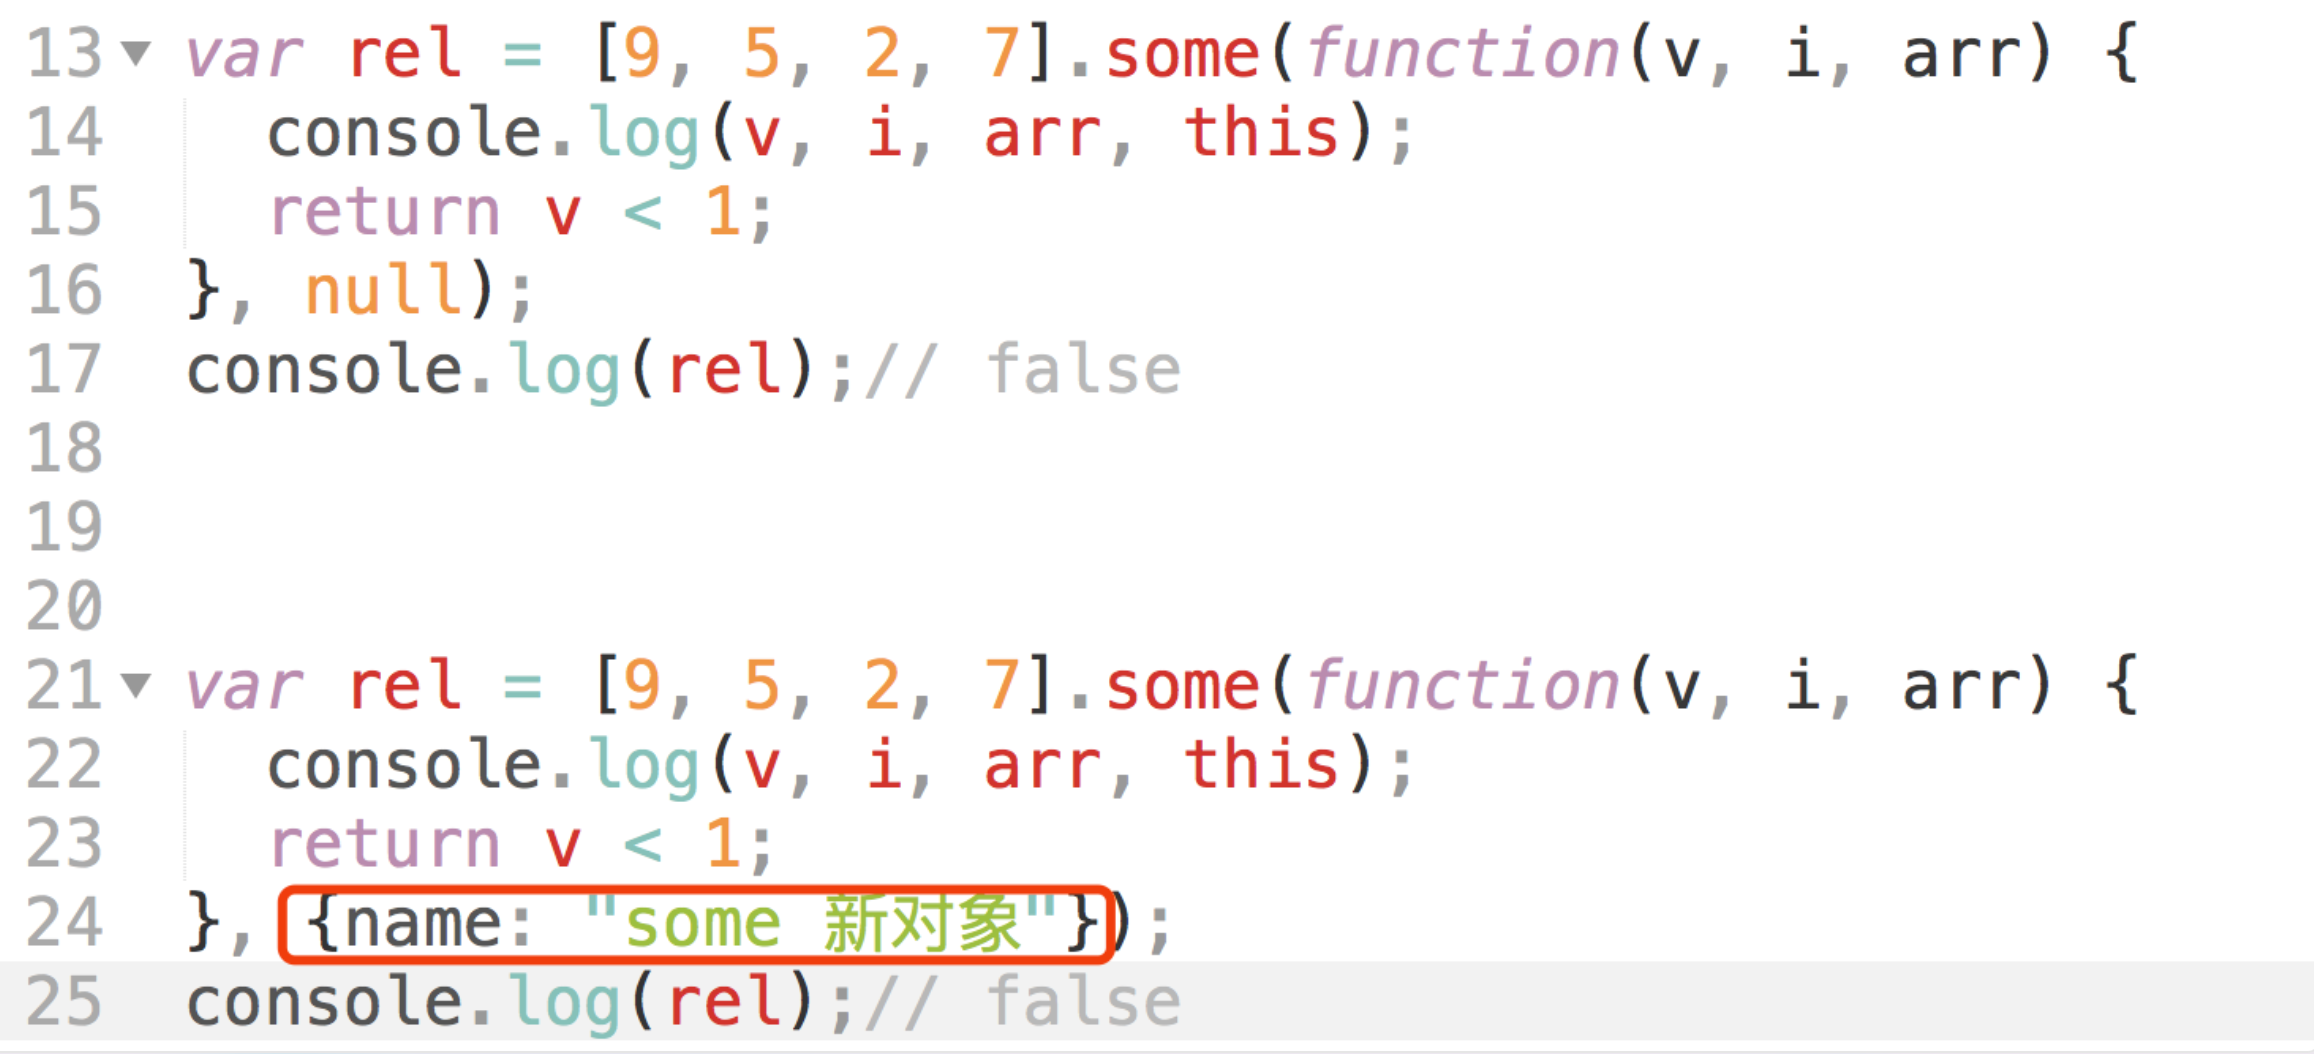 13 var rel = [9, 5, 2, 7].some(function(v, i, arr) {
14 console.log(v, i, arr, this);
15 return v < 1;
16 }, null);
17 console.log(rel);// false
18
19
20
21 var rel = [9, 5, 2, 7].some(function(v, i, arr) {
22 console.log(v, i, arr, this);
23 return v < 1;
24 }, {name: "some 新对象"});
25 console.log(rel);// false